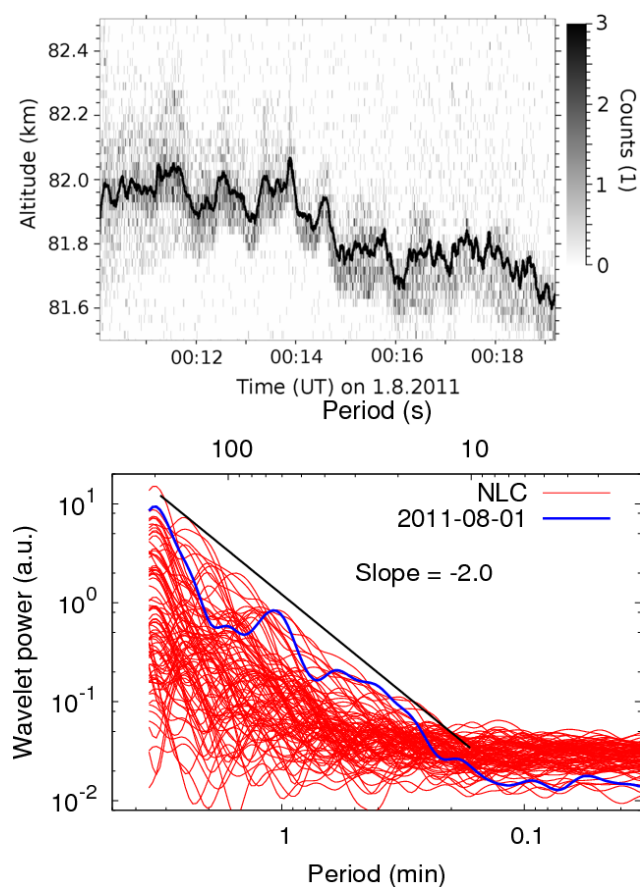 82.4
82.2
82.0
81.8
81.6
Altitude (km)
3
2
1
0
Counts (1)
00:12 00:14 00:16 00:18
Time (UT) on 1.8.2011
Period (s)
100 10
NLC
2011-08-01
Slope = -2.0
10^1
10^0
10^-1
10^-2
Wavelet power (a.u.)
1 0.1
Period (min)